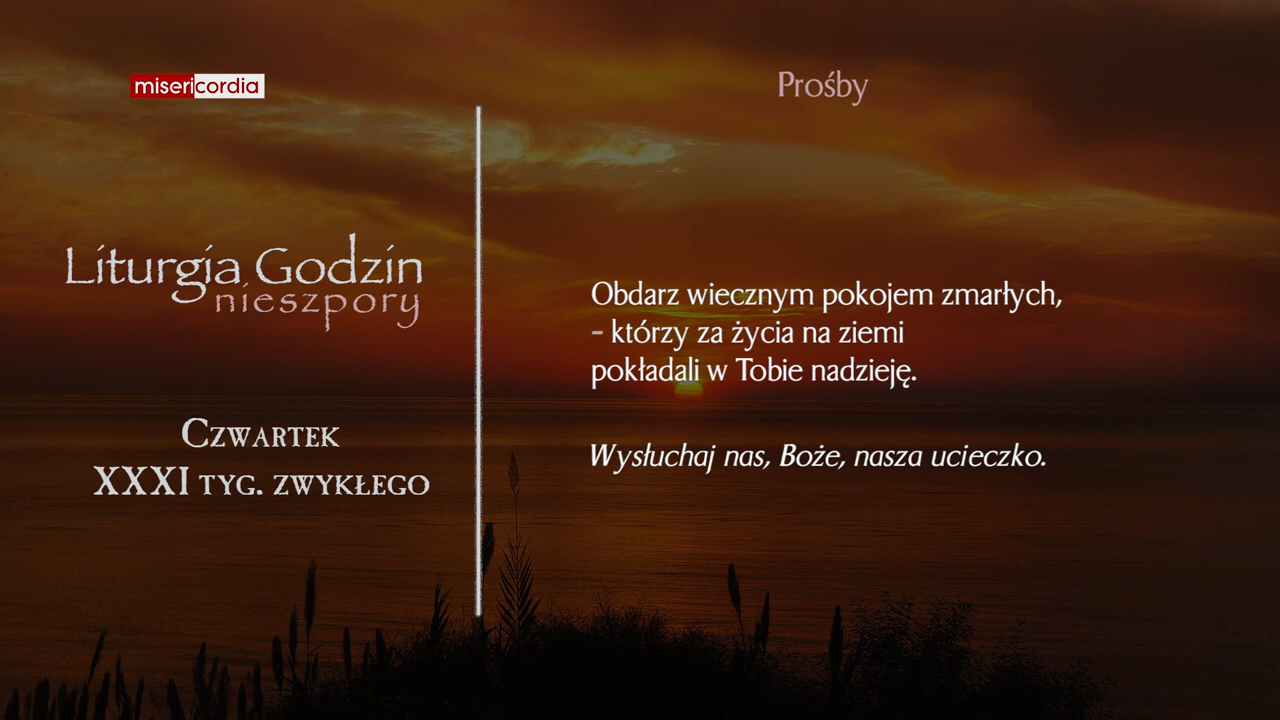 misericordia
Liturgia Godzin
nieszpory
Czwartek
XXXI tyg. zwykłego
Prośby
Obdarz wiecznym pokojem zmarłych,
- którzy za życia na ziemi
pokładali w Tobie nadzieję.
Wysłuchaj nas, Boże, nasza ucieczko.